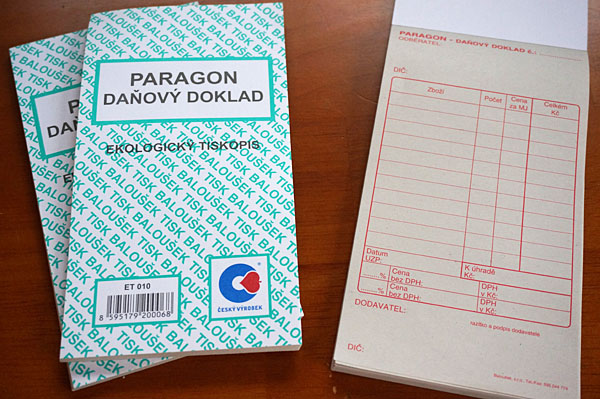 PARAGON
DAŇOVÝ DOKLAD
EKOLOGICKÝ TISKOPIS
BALOUŠEK TISK
ET 010
8 595179 200068
ČESKÝ VÝROBEK
PARAGON - DAŇOVÝ DOKLAD č.:
ODBĚRATEL:
DIČ:
Zboží Počet Cena za MJ Celkem Kč
Datum UZP:
K úhradě Kč:
% Cena bez DPH: DPH v Kč:
% Cena bez DPH: DPH v Kč:
DODAVATEL:
razítko a podpis dodavatele
DIČ: